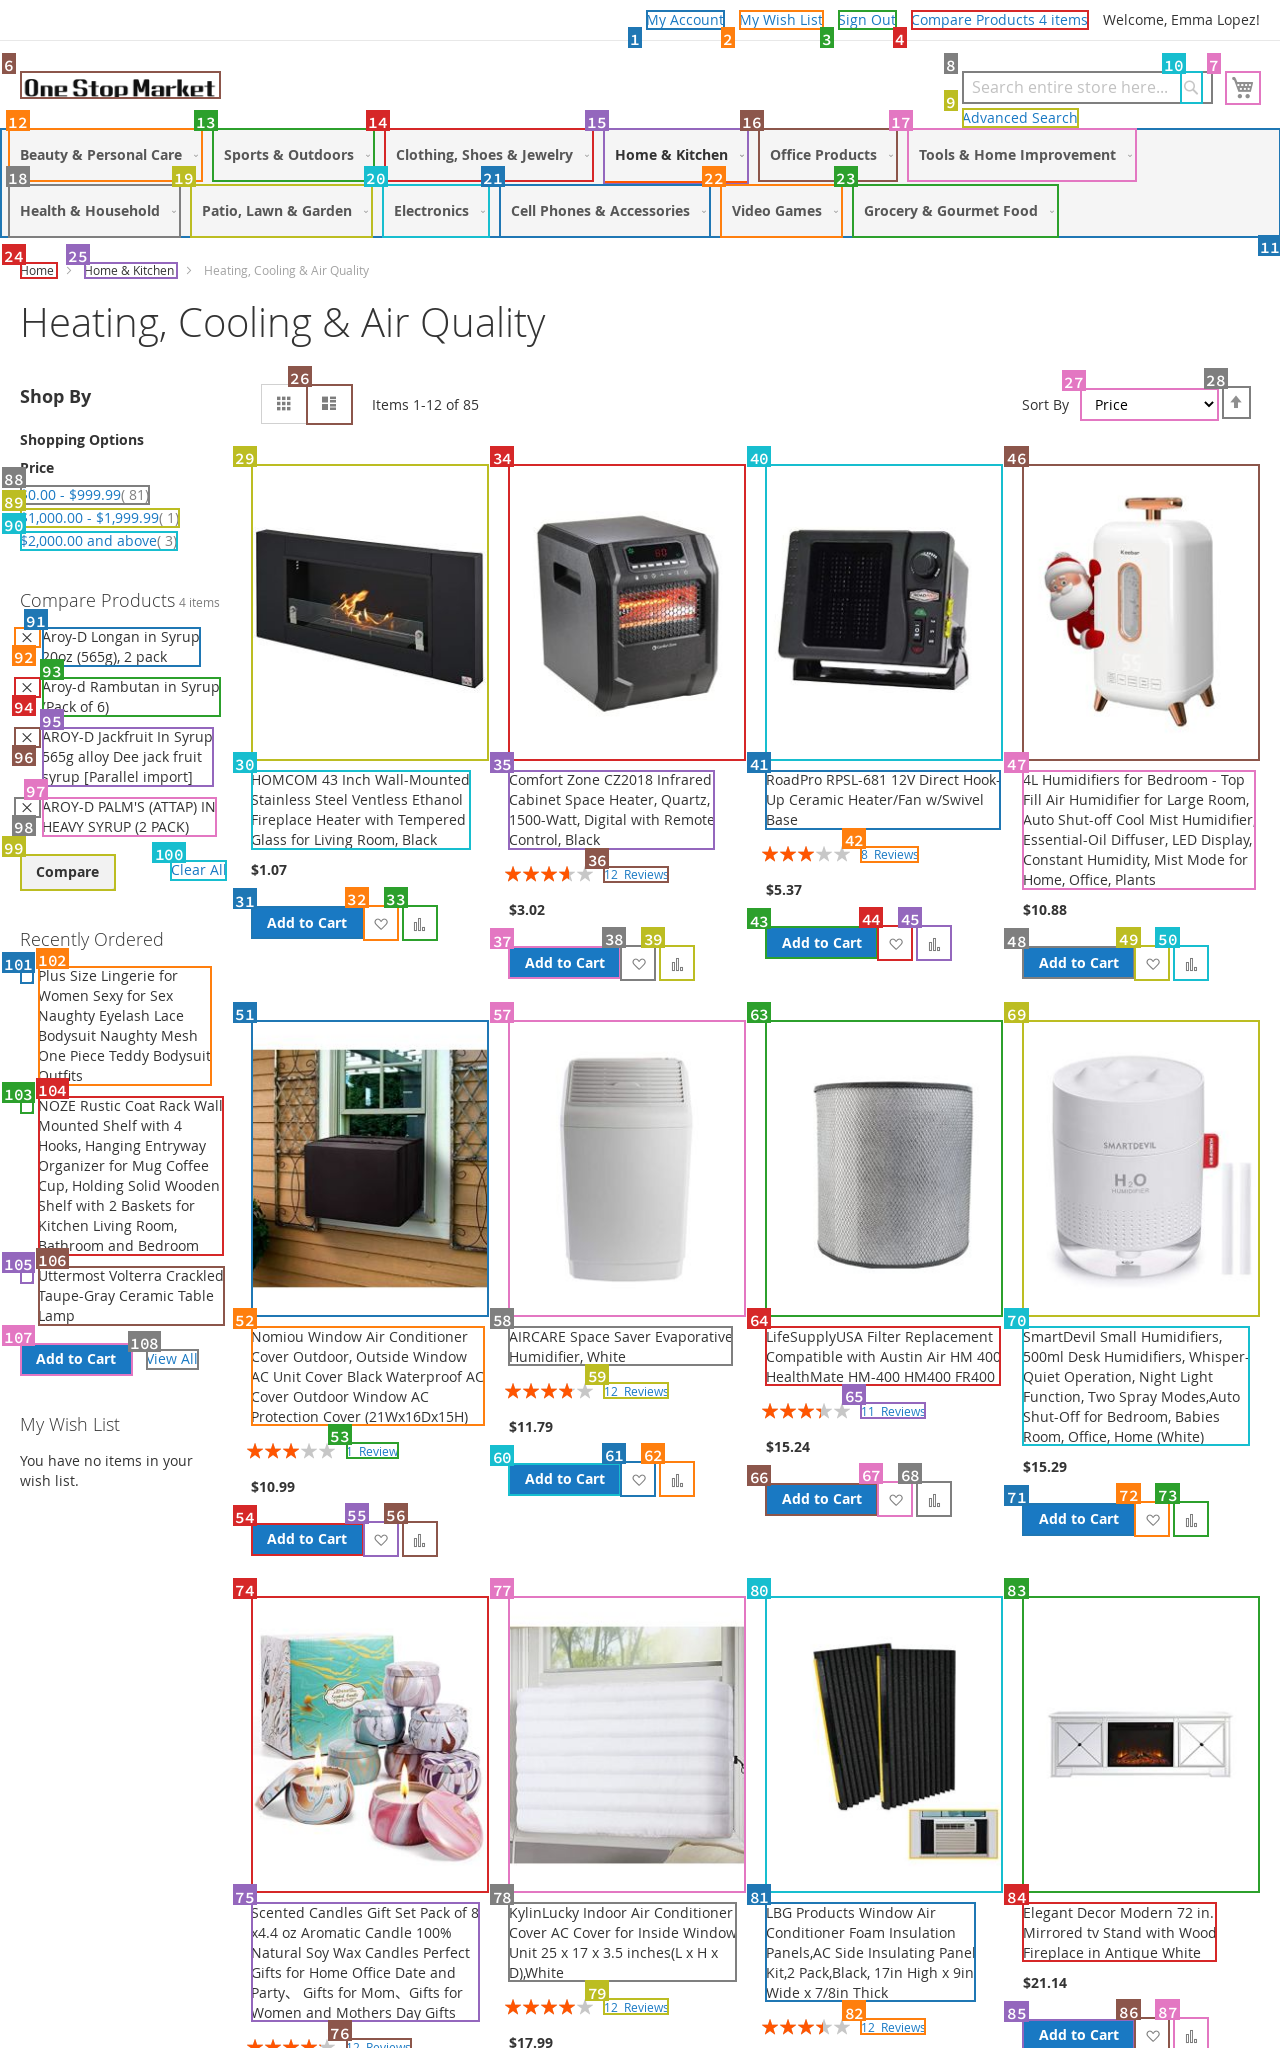 My Account
My Wish List
Sign Out
Compare Products 4 items
Welcome, Emma Lopez!
1
2
3
4
6
One Stop Market
8
Search entire store here...
10
7
9
Advanced Search
12
13
14
15
16
17
Beauty & Personal Care
Sports & Outdoors
Clothing, Shoes & Jewelry
Home & Kitchen
Office Products
Tools & Home Improvement
18
19
20
21
22
23
Health & Household
Patio, Lawn & Garden
Electronics
Cell Phones & Accessories
Video Games
Grocery & Gourmet Food
11
24
25
Home
Home & Kitchen
Heating, Cooling & Air Quality
Heating, Cooling & Air Quality
Shop By
Shopping Options
Price
88
$0.00 - $999.99( 81)
89
$1,000.00 - $1,999.99( 1)
90
$2,000.00 and above( 3)
Compare Products 4 items
91
Aroy-D Longan in Syrup
20oz (565g), 2 pack
92
93
Aroy-d Rambutan in Syrup
(Pack of 6)
94
95
AROY-D Jackfruit In Syrup
565g alloy Dee jack fruit
syrup [Parallel import]
96
97
AROY-D PALM'S (ATTAP) IN
HEAVY SYRUP (2 PACK)
98
99
Compare
100
Clear All
Recently Ordered
101
102
Plus Size Lingerie for
Women Sexy for Sex
Naughty Eyelash Lace
Bodysuit Naughty Mesh
One Piece Teddy Bodysuit
Outfits
103
104
NOZE Rustic Coat Rack Wall
Mounted Shelf with 4
Hooks, Hanging Entryway
Organizer for Mug Coffee
Cup, Holding Solid Wooden
Shelf with 2 Baskets for
Kitchen Living Room,
Bathroom and Bedroom
105
106
Uttermost Volterra Crackled
Taupe-Gray Ceramic Table
Lamp
107
Add to Cart
108
View All
My Wish List
You have no items in your
wish list.
26
Items 1-12 of 85
Sort By
27
Price
28
29
30
HOMCOM 43 Inch Wall-Mounted
Stainless Steel Ventless Ethanol
Fireplace Heater with Tempered
Glass for Living Room, Black
$1.07
31
Add to Cart
32
33
34
35
Comfort Zone CZ2018 Infrared
Cabinet Space Heater, Quartz,
1500-Watt, Digital with Remote
Control, Black
36
12 Reviews
$3.02
37
Add to Cart
38
39
40
41
RoadPro RPSL-681 12V Direct Hook-
Up Ceramic Heater/Fan w/Swivel
Base
42
8 Reviews
$5.37
43
Add to Cart
44
45
46
Keeber
55
47
4L Humidifiers for Bedroom - Top
Fill Air Humidifier for Large Room,
Auto Shut-off Cool Mist Humidifier,
Essential-Oil Diffuser, LED Display,
Constant Humidity, Mist Mode for
Home, Office, Plants
$10.88
48
Add to Cart
49
50
51
52
Nomiou Window Air Conditioner
Cover Outdoor, Outside Window
AC Unit Cover Black Waterproof AC
Cover Outdoor Window AC
Protection Cover (21Wx16Dx15H)
53
1 Review
$10.99
54
Add to Cart
55
56
57
58
AIRCARE Space Saver Evaporative
Humidifier, White
59
12 Reviews
$11.79
60
Add to Cart
61
62
63
64
LifeSupplyUSA Filter Replacement
Compatible with Austin Air HM 400
HealthMate HM-400 HM400 FR400
65
11 Reviews
$15.24
66
Add to Cart
67
68
69
SMARTDEVIL
H2O
HUMIDIFIER
70
SmartDevil Small Humidifiers,
500ml Desk Humidifiers, Whisper-
Quiet Operation, Night Light
Function, Two Spray Modes,Auto
Shut-Off for Bedroom, Babies
Room, Office, Home (White)
$15.29
71
Add to Cart
72
73
74
75
Scented Candles Gift Set Pack of 8
x4.4 oz Aromatic Candle 100%
Natural Soy Wax Candles Perfect
Gifts for Home Office Date and
Party、 Gifts for Mom、Gifts for
Women and Mothers Day Gifts
76
12 Reviews
77
78
KylinLucky Indoor Air Conditioner
Cover AC Cover for Inside Window
Unit 25 x 17 x 3.5 inches(L x H x
D),White
79
12 Reviews
$17.99
80
81
LBG Products Window Air
Conditioner Foam Insulation
Panels,AC Side Insulating Panel
Kit,2 Pack,Black, 17in High x 9in
Wide x 7/8in Thick
82
12 Reviews
83
84
Elegant Decor Modern 72 in.
Mirrored tv Stand with Wood
Fireplace in Antique White
$21.14
85
Add to Cart
86
87